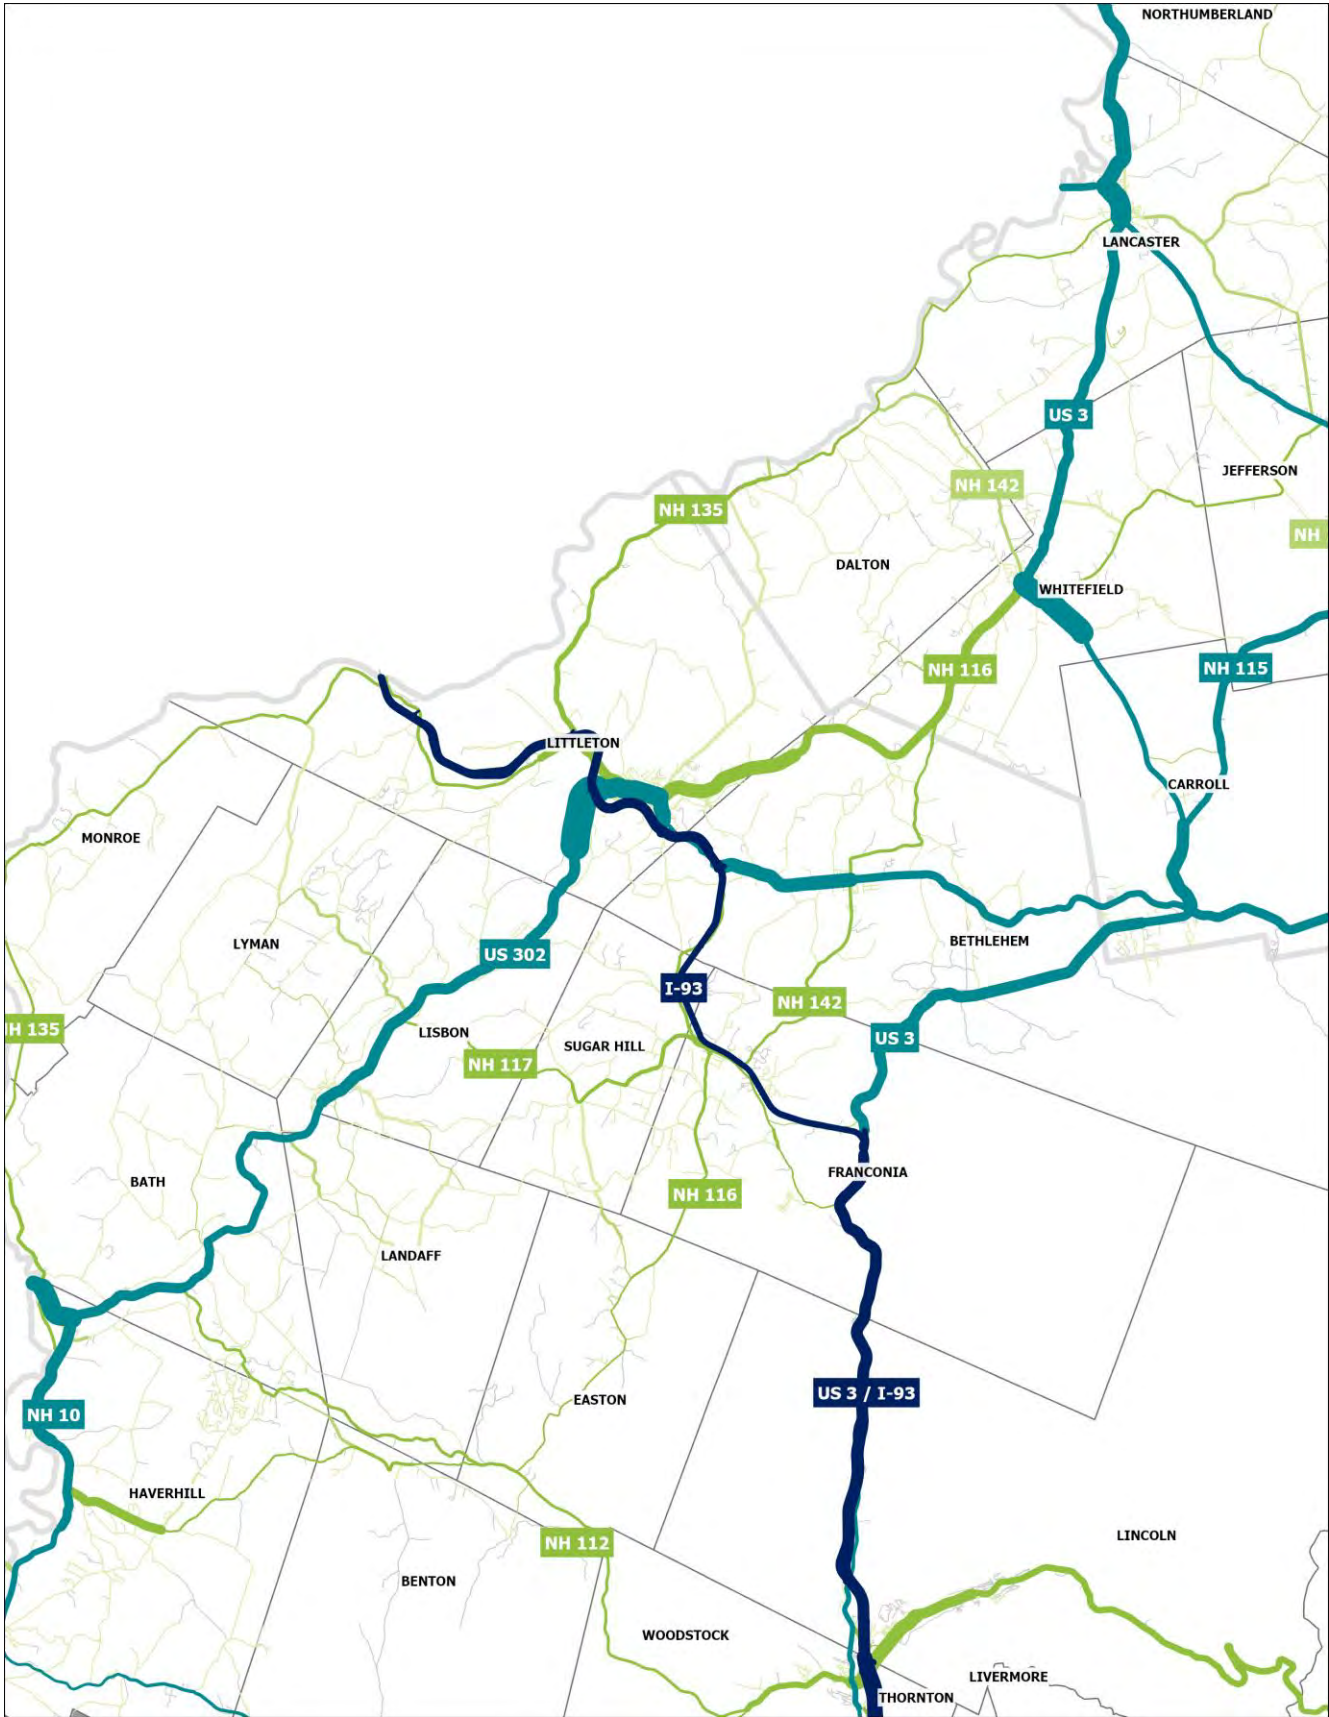 NORTHUMBERLAND
LANCASTER
US 3
JEFFERSON
NH 142
NH 135
NH
DALTON
WHITEFIELD
NH 116
NH 115
LITTLETON
CARROLL
MONROE
BETHLEHEM
LYMAN
US 302
I-93
NH 142
NH 135
LISBON
US 3
SUGAR HILL
NH 117
FRANCONIA
BATH
NH 116
LANDAFF
US 3 / I-93
EASTON
NH 10
HAVERHILL
LINCOLN
NH 112
BENTON
WOODSTOCK
LIVERMORE
THORNTON